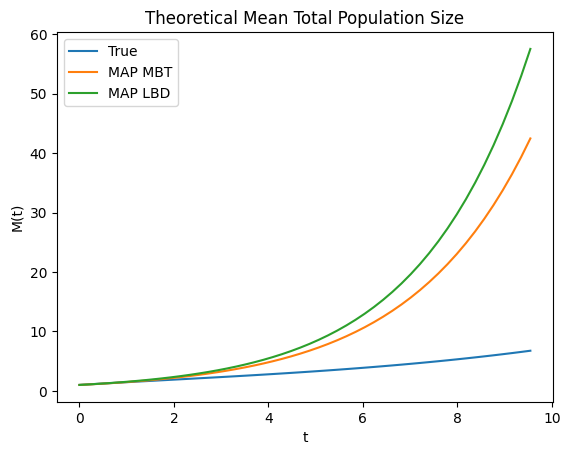 Theoretical Mean Total Population Size
60
50
40
30
20
10
0
M(t)
True
MAP MBT
MAP LBD
0 2 4 6 8 10
t